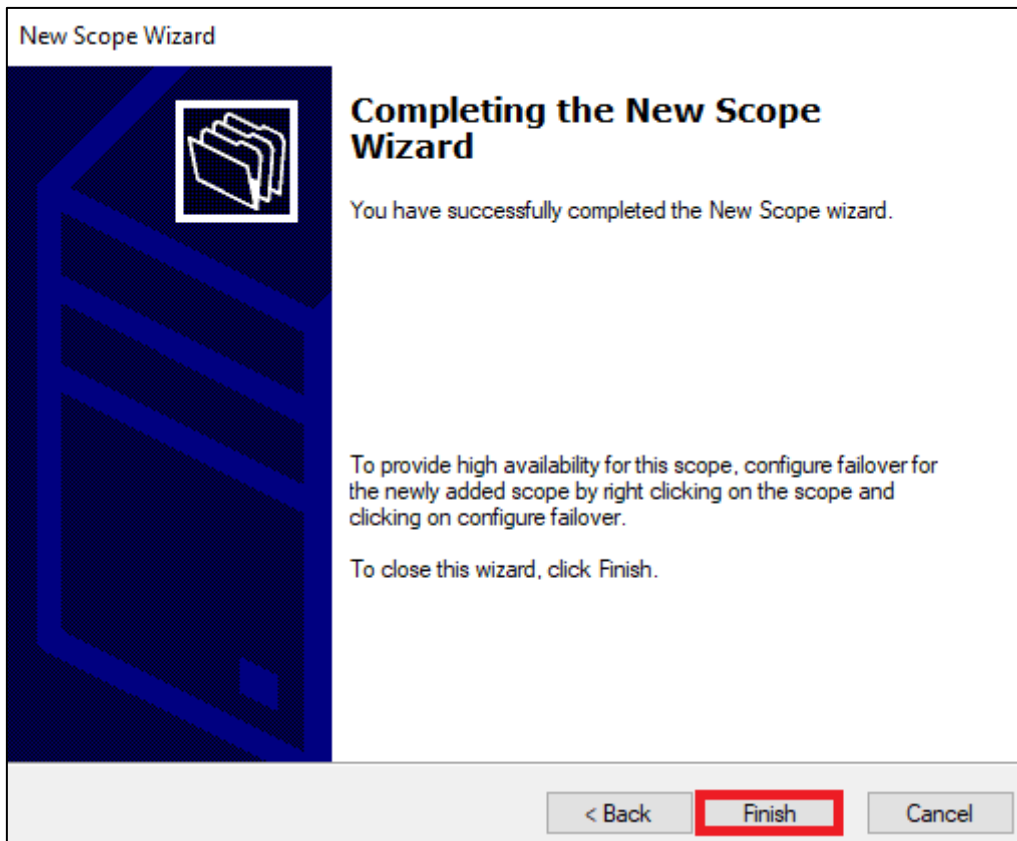 New Scope Wizard
Completing the New Scope
Wizard
You have successfully completed the New Scope wizard.
To provide high availability for this scope, configure failover for
the newly added scope by right clicking on the scope and
clicking on configure failover.
To close this wizard, click Finish.
< Back Finish Cancel